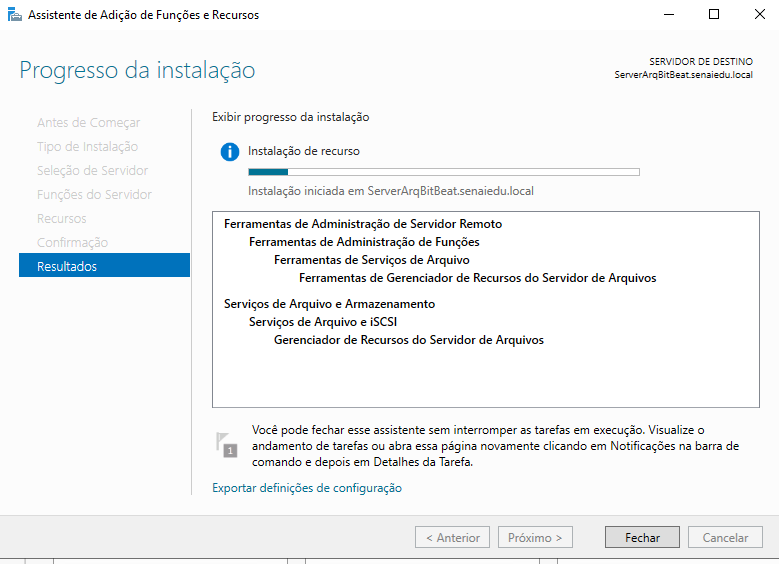 Assistente de Adição de Funções e Recursos
Progresso da instalação
SERVIDOR DE DESTINO
ServerArqBitBeat.senaiedu.local
Antes de Começar
Tipo de Instalação
Seleção de Servidor
Funções do Servidor
Recursos
Confirmação
Resultados
Exibir progresso da instalação
Instalação de recurso
Instalação iniciada em ServerArqBitBeat.senaiedu.local
Ferramentas de Administração de Servidor Remoto
Ferramentas de Administração de Funções
Ferramentas de Serviços de Arquivo
Ferramentas de Gerenciador de Recursos do Servidor de Arquivos
Serviços de Arquivo e Armazenamento
Serviços de Arquivo e iSCSI
Gerenciador de Recursos do Servidor de Arquivos
1
Você pode fechar esse assistente sem interromper as tarefas em execução. Visualize o
andamento de tarefas ou abra essa página novamente clicando em Notificações na barra de
comando e depois em Detalhes da Tarefa.
Exportar definições de configuração
< Anterior
Próximo >
Fechar
Cancelar